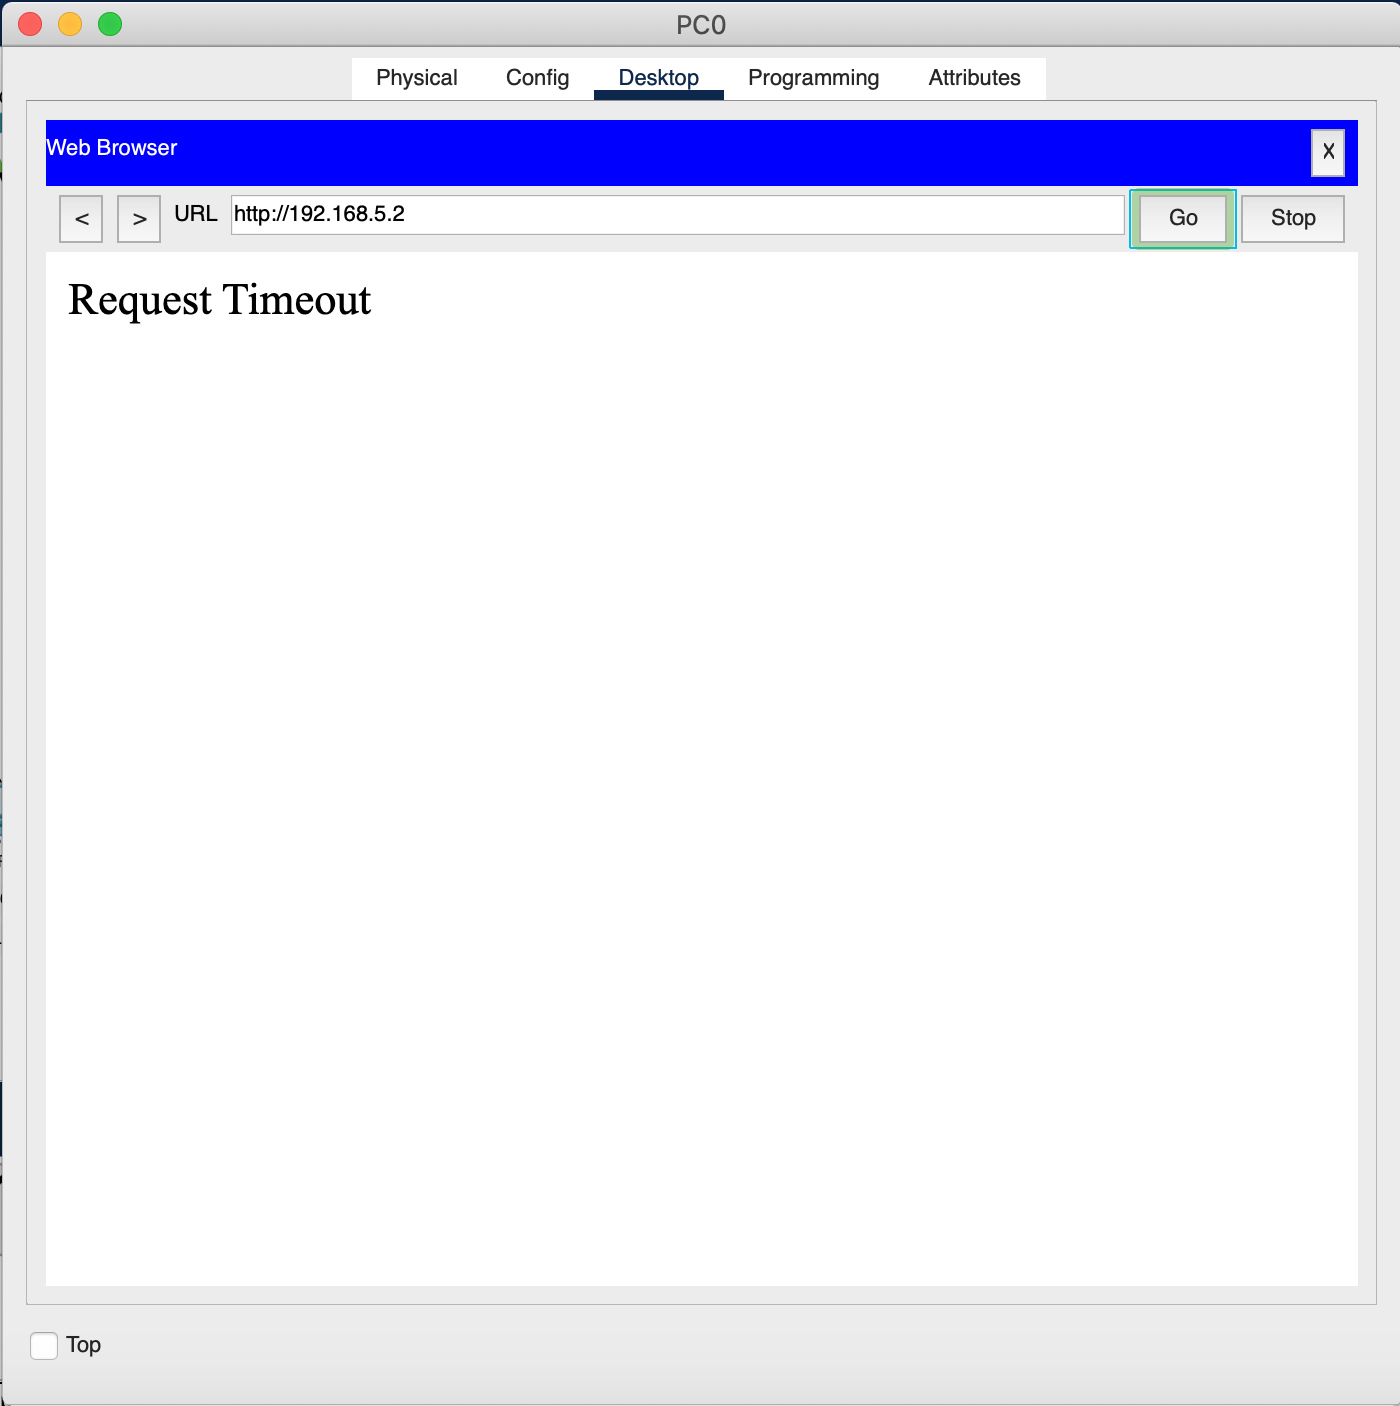 PC0
Physical Config Desktop Programming Attributes
Web Browser
X
< > URL http://192.168.5.2 Go Stop
Request Timeout
Top